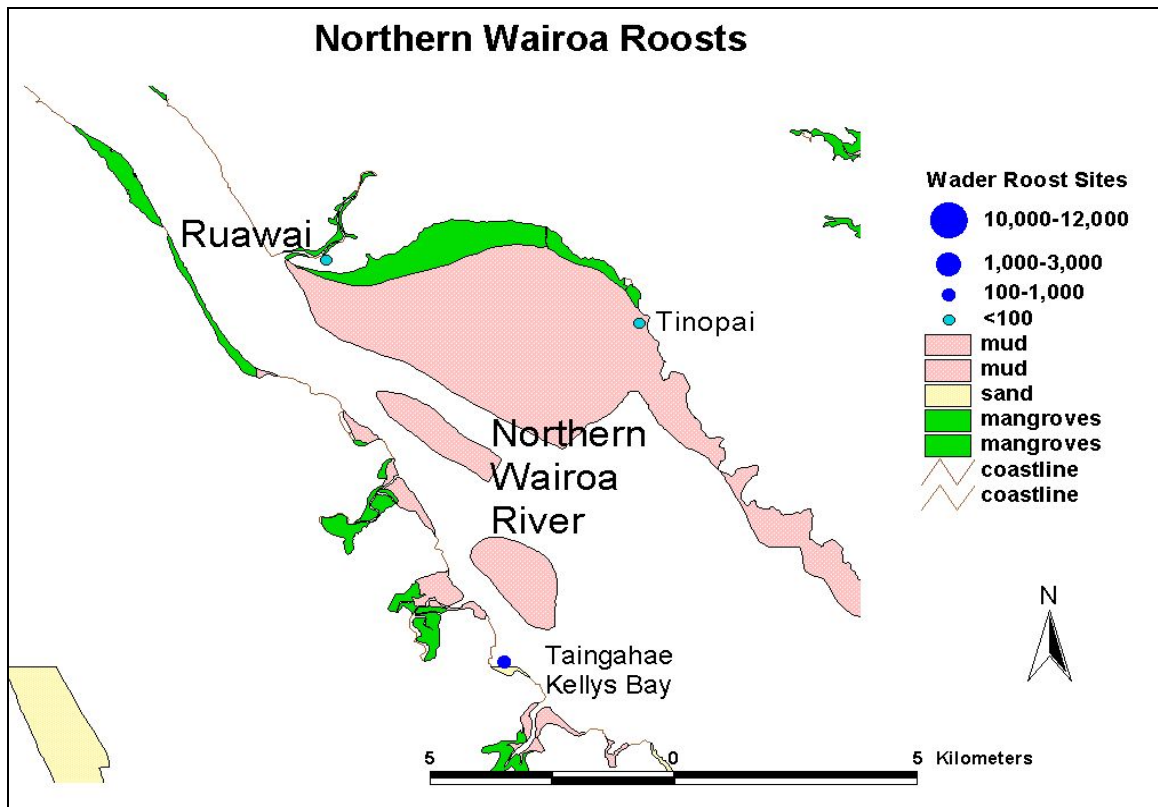 Northern Wairoa Roosts
Ruawai
Tinopai
Northern
Wairoa
River
Taingahae
Kellys Bay
Wader Roost Sites
10,000-12,000
1,000-3,000
100-1,000
<100
mud
mud
sand
mangroves
mangroves
coastline
coastline
N
5 0 5 Kilometers